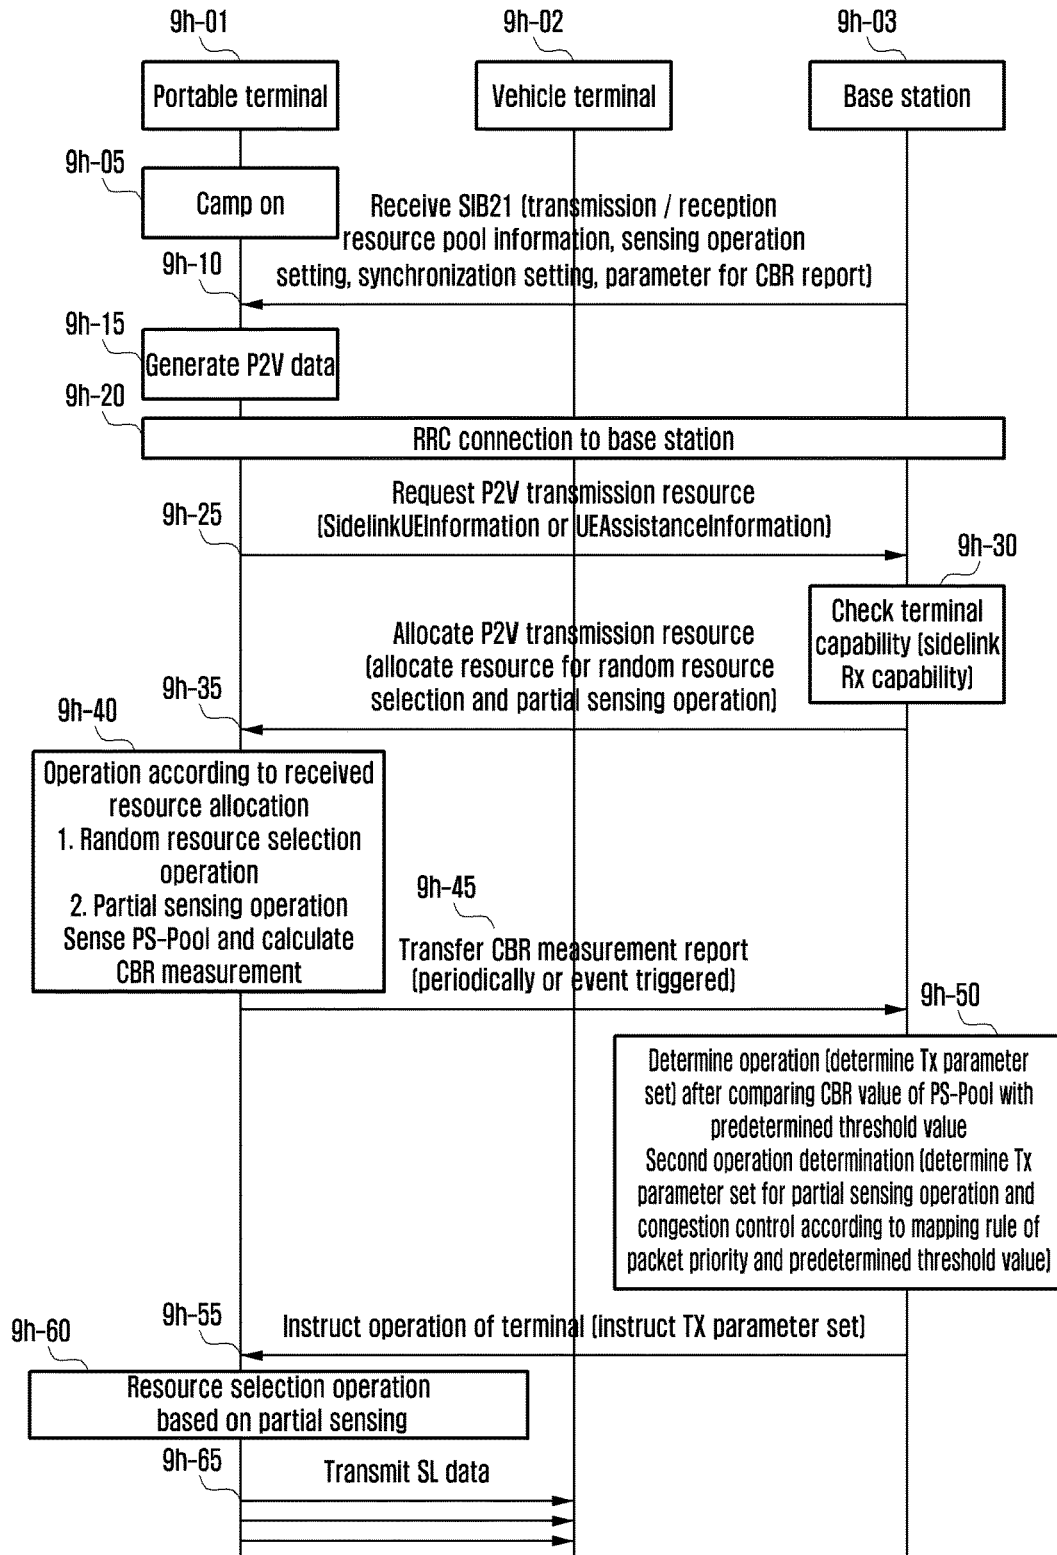 9h-01
9h-02
9h-03
Portable terminal
Vehicle terminal
Base station
9h-05
Camp on
Receive SIB21 (transmission / reception
resource pool information, sensing operation
setting, synchronization setting, parameter for CBR report)
9h-10
9h-15
Generate P2V data
9h-20
RRC connection to base station
Request P2V transmission resource
(SidelinkUEInformation or UEAssistanceInformation)
9h-25
9h-30
Check terminal
capability (sidelink
Rx capability)
Allocate P2V transmission resource
(allocate resource for random resource
selection and partial sensing operation)
9h-35
9h-40
Operation according to received
resource allocation
1. Random resource selection
operation
2. Partial sensing operation
Sense PS-Pool and calculate
CBR measurement
9h-45
Transfer CBR measurement report
(periodically or event triggered)
9h-50
Determine operation (determine Tx parameter
set) after comparing CBR value of PS-Pool with
predetermined threshold value
Second operation determination (determine Tx
parameter set for partial sensing operation and
congestion control according to mapping rule of
packet priority and predetermined threshold value)
9h-55
Instruct operation of terminal (instruct TX parameter set)
9h-60
Resource selection operation
based on partial sensing
9h-65
Transmit SL data